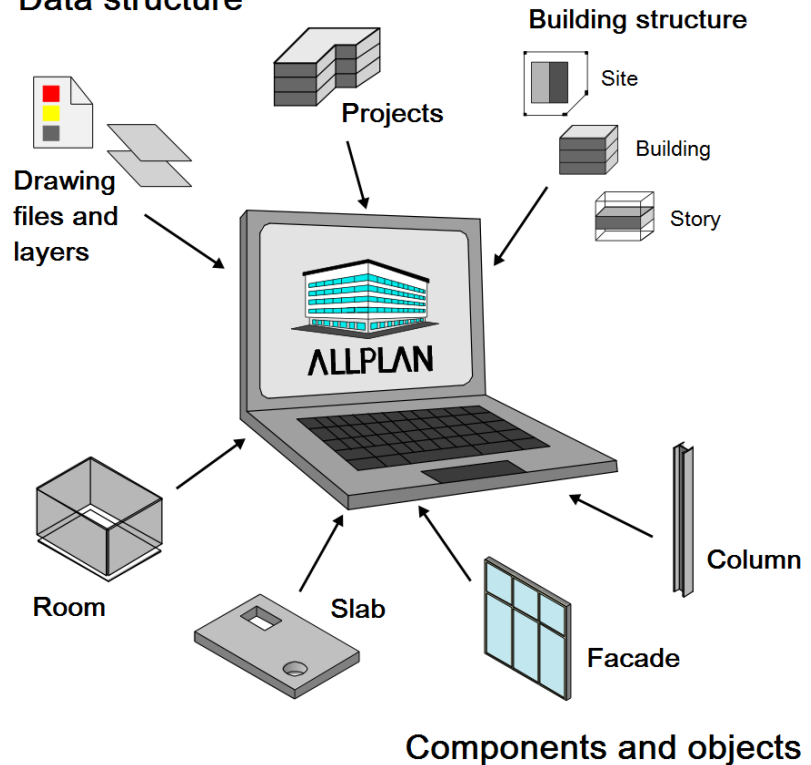 Data structure
Building structure
Site
Projects
Building
Drawing
files and
layers
Story
ALLPLAN
Room
Slab
Column
Facade
Components and objects